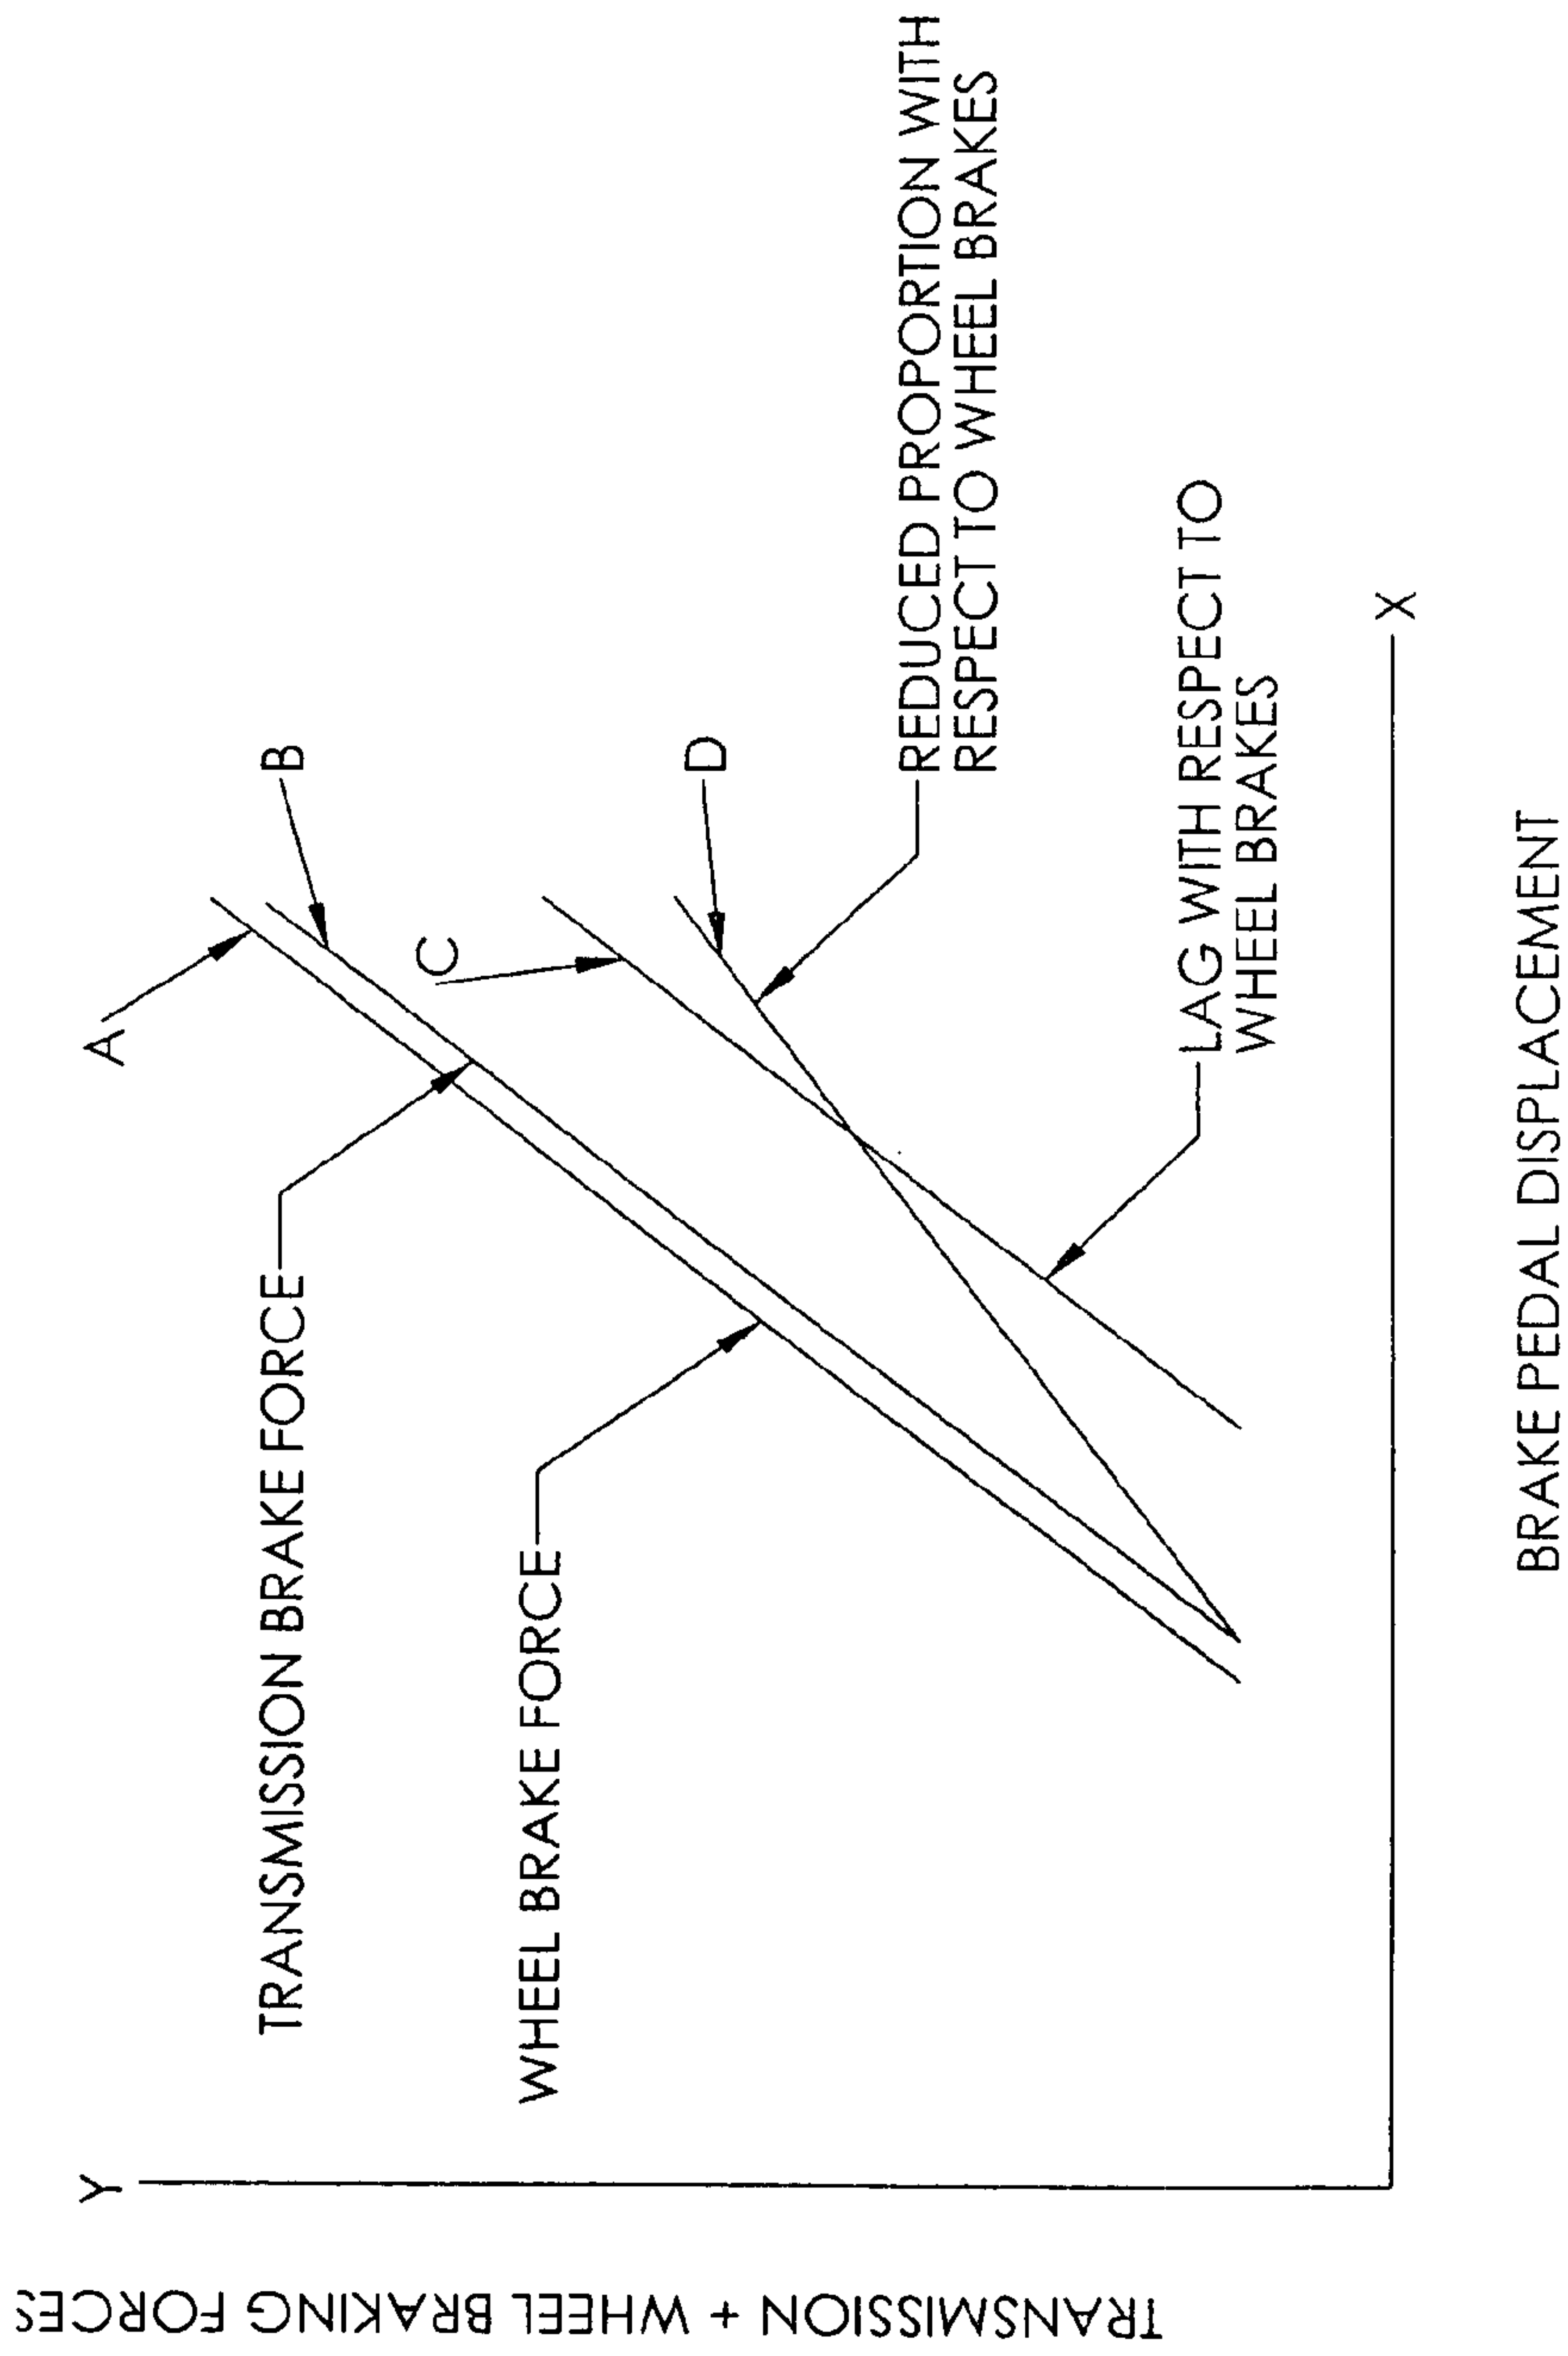 Y
TRANSMISSION + WHEEL BRAKING FORCES
A
B
TRANSMISSION BRAKE FORCE
C
WHEEL BRAKE FORCE
D
REDUCED PROPORTION WITH
RESPECT TO WHEEL BRAKES
LAG WITH RESPECT TO
WHEEL BRAKES
X
BRAKE PEDAL DISPLACEMENT